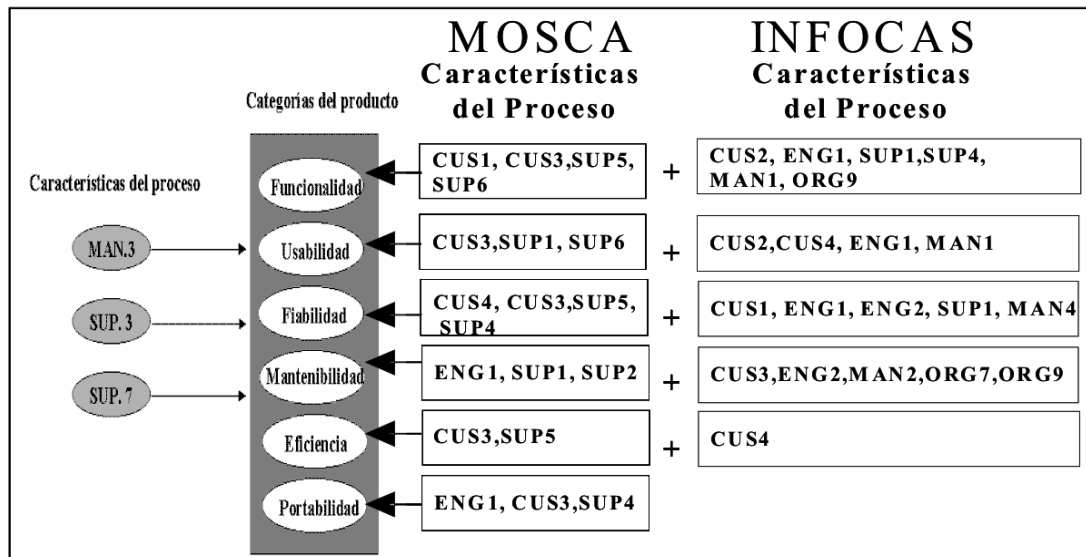 MOSCA
Características
del Proceso
INFOCAS
Características
del Proceso
Categorías del producto
Características del proceso
MAN.3
SUP. 3
SUP. 7
Funcionalidad
CUS1, CUS3,SUP5,
SUP6
+
CUS2, ENG1, SUP1,SUP4,
MAN1, ORG9
Usabilidad
CUS3,SUP1, SUP6
+
CUS2,CUS4, ENG1, MAN1
Fiabilidad
CUS4, CUS3,SUP5,
SUP4
+
CUS1, ENG1, ENG2, SUP1, MAN4
Mantenibilidad
ENG1, SUP1, SUP2
+
CUS3,ENG2,MAN2,ORG7,ORG9
Eficiencia
CUS3,SUP5
+
CUS4
Portabilidad
ENG1, CUS3,SUP4